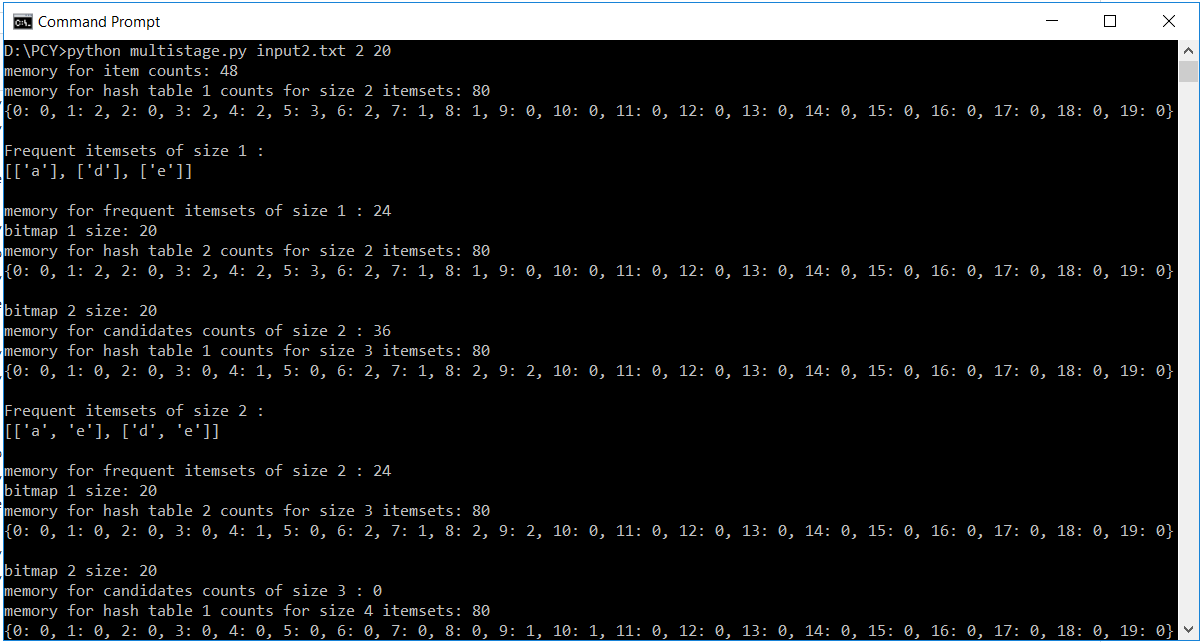 Command Prompt
D:\PCY>python multistage.py input2.txt 2 20
memory for item counts: 48
memory for hash table 1 counts for size 2 itemsets: 80
{0: 0, 1: 2, 2: 0, 3: 2, 4: 2, 5: 3, 6: 2, 7: 1, 8: 1, 9: 0, 10: 0, 11: 0, 12: 0, 13: 0, 14: 0, 15: 0, 16: 0, 17: 0, 18: 0, 19: 0}
Frequent itemsets of size 1 :
[['a'], ['d'], ['e']]
memory for frequent itemsets of size 1 : 24
bitmap 1 size: 20
memory for hash table 2 counts for size 2 itemsets: 80
{0: 0, 1: 2, 2: 0, 3: 2, 4: 2, 5: 3, 6: 2, 7: 1, 8: 1, 9: 0, 10: 0, 11: 0, 12: 0, 13: 0, 14: 0, 15: 0, 16: 0, 17: 0, 18: 0, 19: 0}
bitmap 2 size: 20
memory for candidates counts of size 2 : 36
memory for hash table 1 counts for size 3 itemsets: 80
{0: 0, 1: 0, 2: 0, 3: 0, 4: 1, 5: 0, 6: 2, 7: 1, 8: 2, 9: 2, 10: 0, 11: 0, 12: 0, 13: 0, 14: 0, 15: 0, 16: 0, 17: 0, 18: 0, 19: 0}
Frequent itemsets of size 2 :
[['a', 'e'], ['d', 'e']]
memory for frequent itemsets of size 2 : 24
bitmap 1 size: 20
memory for hash table 2 counts for size 3 itemsets: 80
{0: 0, 1: 0, 2: 0, 3: 0, 4: 1, 5: 0, 6: 2, 7: 1, 8: 2, 9: 2, 10: 0, 11: 0, 12: 0, 13: 0, 14: 0, 15: 0, 16: 0, 17: 0, 18: 0, 19: 0}
bitmap 2 size: 20
memory for candidates counts of size 3 : 0
memory for hash table 1 counts for size 4 itemsets: 80
{0: 0, 1: 0, 2: 0, 3: 0, 4: 0, 5: 0, 6: 0, 7: 0, 8: 0, 9: 1, 10: 1, 11: 0, 12: 0, 13: 0, 14: 0, 15: 0, 16: 0, 17: 0, 18: 0, 19: 0}